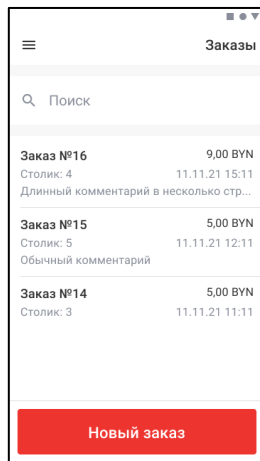 Заказы
Поиск
Заказ №16 9,00 BYN
Столик: 4 11.11.21 15:11
Длинный комментарий в несколько стр...
Заказ №15 5,00 BYN
Столик: 5 11.11.21 12:11
Обычный комментарий
Заказ №14 5,00 BYN
Столик: 3 11.11.21 11:11
Новый заказ